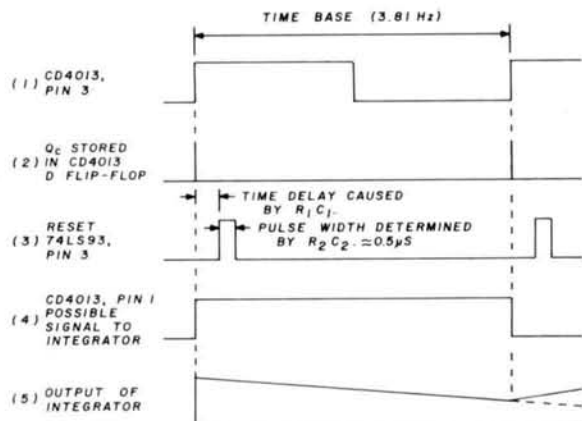 TIME BASE (3.81 Hz)
(1) CD4013,
PIN 3
(2) QC STORED
IN CD4013
D FLIP-FLOP
TIME DELAY CAUSED
BY R1C1.
(3) RESET
74LS93,
PIN 3
PULSE WIDTH DETERMINED
BY R2C2. ≈0.5µS
(4) CD4013, PIN 1
POSSIBLE
SIGNAL TO
INTEGRATOR
(5) OUTPUT OF
INTEGRATOR